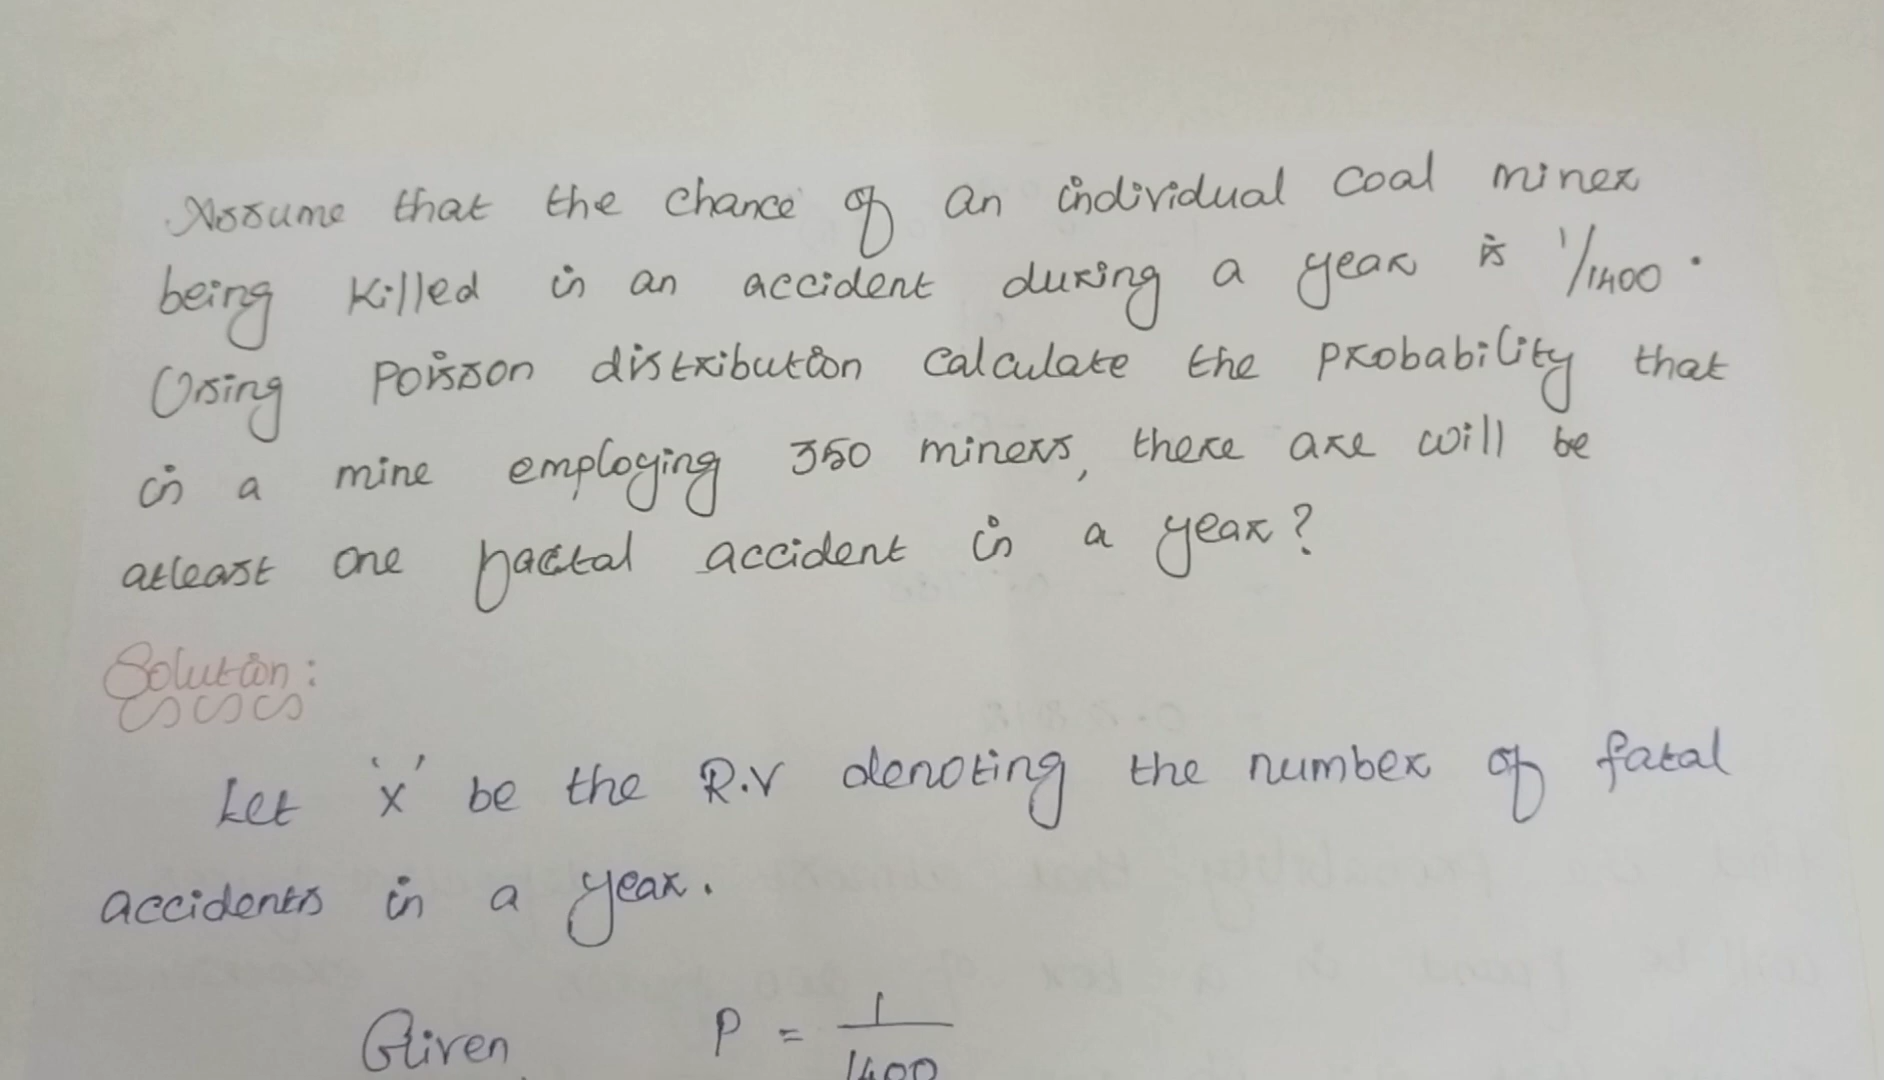 Assume that the chance of an individual coal miner
being killed in an accident during a year is 1/1400.
Using poisson distribution calculate the probability that
in a mine employing 350 miners, there are will be
atleast one factal accident in a year?
Solution:
Let 'x' be the R.V denoting the number of fatal
accidents in a year.
Given P = 1/1400